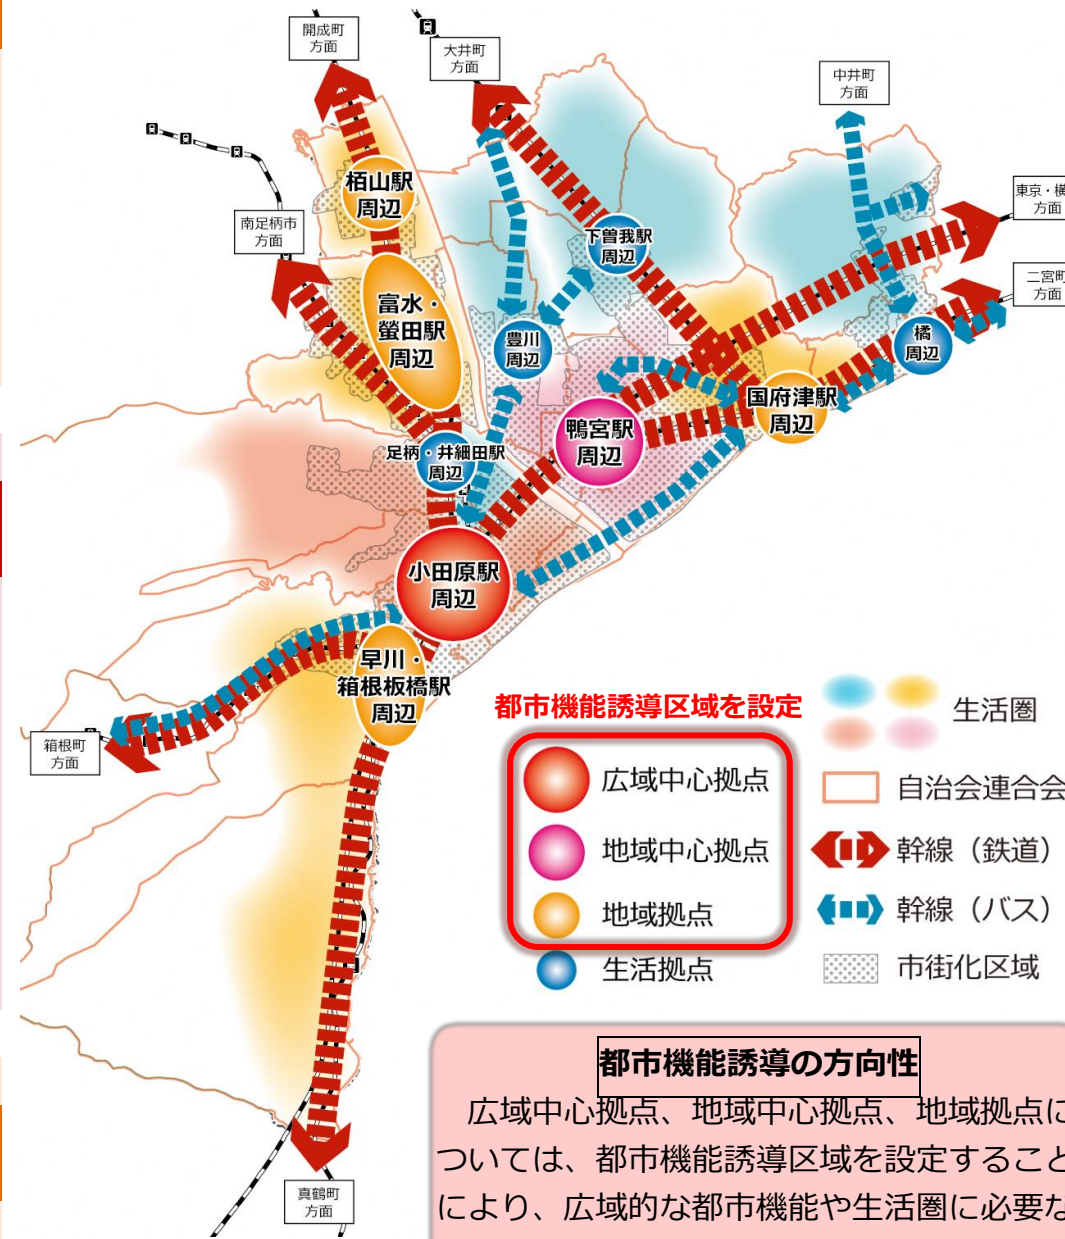 開成町
方面
大井町
方面
中井町
方面
南足柄市
方面
東京・横
方面
二宮町
方面
栢山駅
周辺
下曽我駅
周辺
富水・
螢田駅
周辺
豊川
周辺
橘
周辺
国府津駅
周辺
鴨宮駅
周辺
足柄・井細田駅
周辺
小田原駅
周辺
早川・
箱根板橋駅
周辺
箱根町
方面
真鶴町
方面
都市機能誘導区域を設定
広域中心拠点
地域中心拠点
地域拠点
生活拠点
生活圏
自治会連合会
幹線（鉄道）
幹線（バス）
市街化区域
都市機能誘導の方向性
広域中心拠点、地域中心拠点、地域拠点に
ついては、都市機能誘導区域を設定すること
により、広域的な都市機能や生活圏に必要な